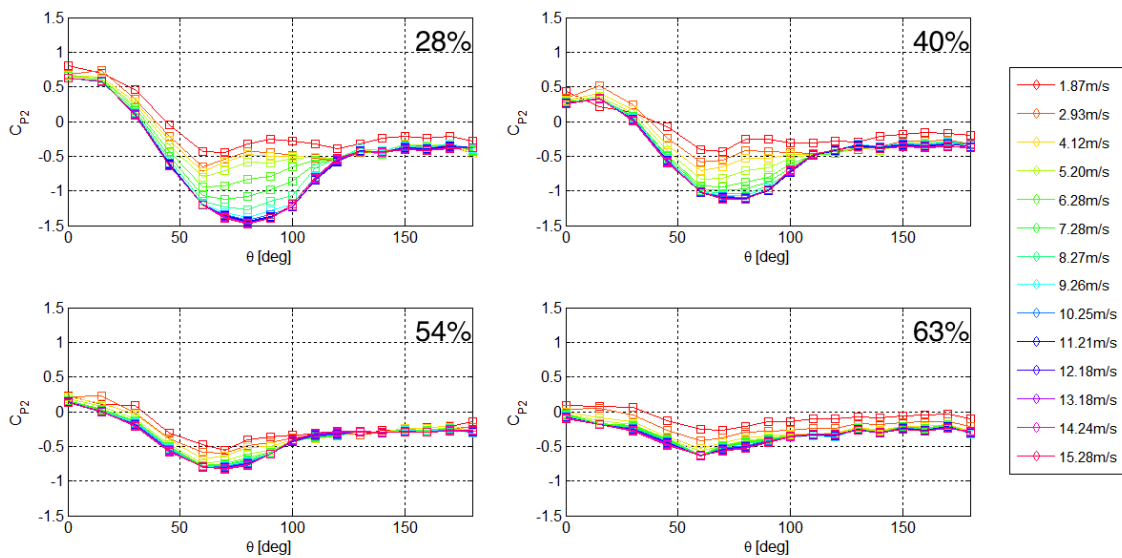 28%
1.5
1
0.5
0
-0.5
-1
-1.5
C_P2
0 50 100 150
θ [deg]
40%
1.5
1
0.5
0
-0.5
-1
-1.5
C_P2
0 50 100 150
θ [deg]
54%
1.5
1
0.5
0
-0.5
-1
-1.5
C_P2
0 50 100 150
θ [deg]
63%
1.5
1
0.5
0
-0.5
-1
-1.5
C_P2
0 50 100 150
θ [deg]
1.87m/s
2.93m/s
4.12m/s
5.20m/s
6.28m/s
7.28m/s
8.27m/s
9.26m/s
10.25m/s
11.21m/s
12.18m/s
13.18m/s
14.24m/s
15.28m/s